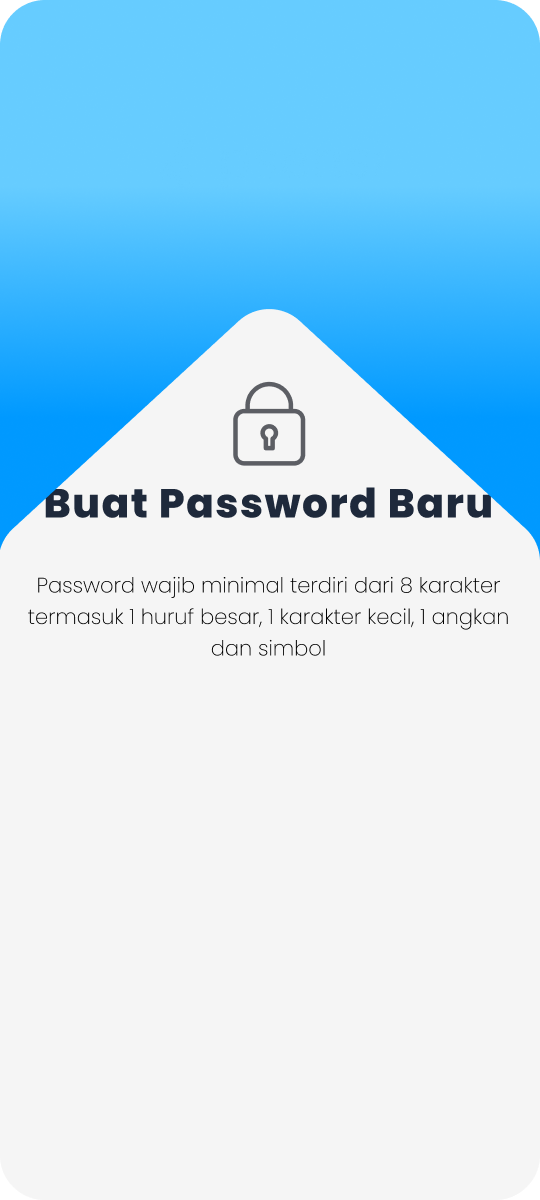 Buat Password Baru
Password wajib minimal terdiri dari 8 karakter
termasuk 1 huruf besar, 1 karakter kecil, 1 angkan
dan simbol